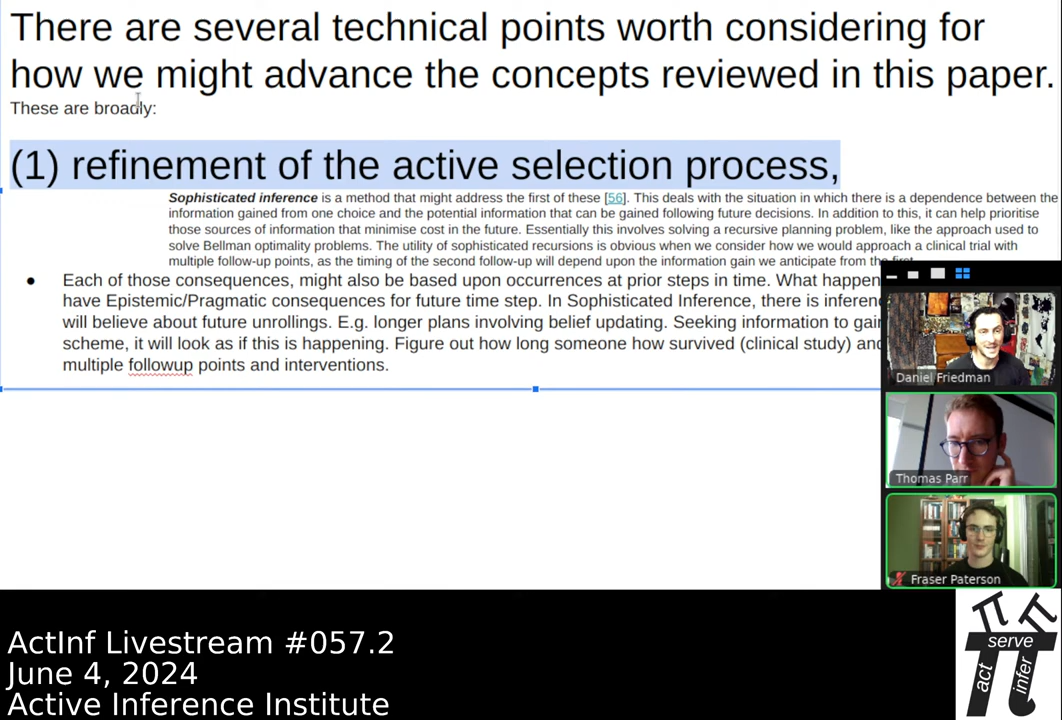 There are several technical points worth considering for
how we might advance the concepts reviewed in this paper.
These are broadly:
(1) refinement of the active selection process,
Sophisticated inference is a method that might address the first of these [56]. This deals with the situation in which there is a dependence between the
information gained from one choice and the potential information that can be gained following future decisions. In addition to this, it can help prioritise
those sources of information that minimise cost in the future. Essentially this involves solving a recursive planning problem, like the approach used to
solve Bellman optimality problems. The utility of sophisticated recursions is obvious when we consider how we would approach a clinical trial with
multiple follow-up points, as the timing of the second follow-up will depend upon the information gain we anticipate from the first.
● Each of those consequences, might also be based upon occurrences at prior steps in time. What happen
have Epistemic/Pragmatic consequences for future time step. In Sophisticated Inference, there is inferen
will believe about future unrollings. E.g. longer plans involving belief updating. Seeking information to gai
scheme, it will look as if this is happening. Figure out how long someone how survived (clinical study) and
multiple followup points and interventions.
Daniel Friedman
Thomas Parr
Fraser Paterson
ActInf Livestream #057.2
June 4, 2024
Active Inference Institute
π π
serve
π
act infer